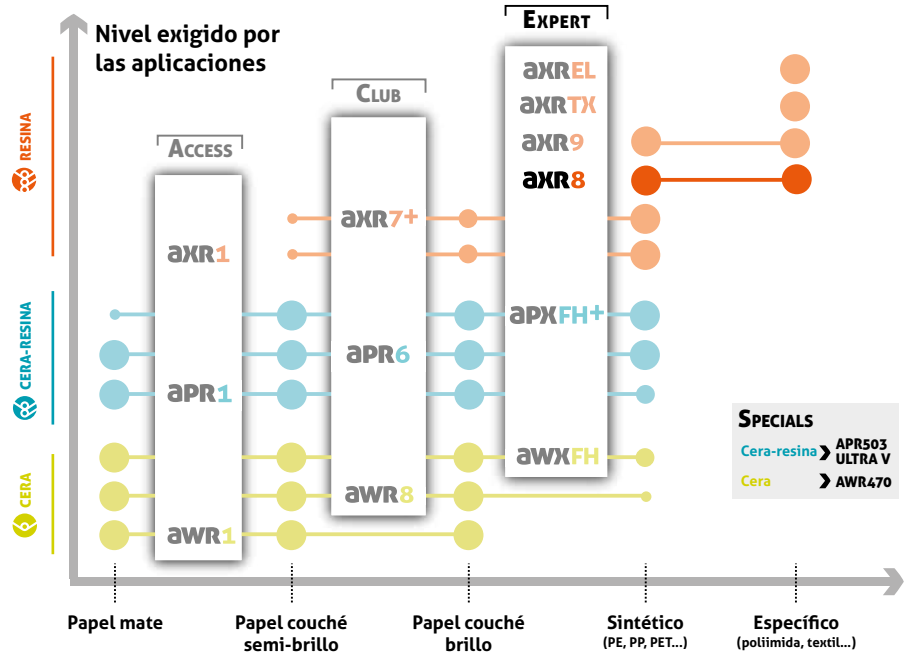 Nivel exigido por
las aplicaciones
EXPERT
CLUB
ACCESS
RESINA
CERA-RESINA
CERA
aXREL
aXRTX
aXR9
aXR8
aXR7+
aXR1
aPXFH+
aPR6
aPR1
aWXFH
aWR8
aWR1
SPECIALS
Cera-resina APR503
ULTRA V
Cera AWR470
Papel mate
Papel couché
semi-brillo
Papel couché
brillo
Sintético
(PE, PP, PET...)
Específico
(poliimida, textil...)